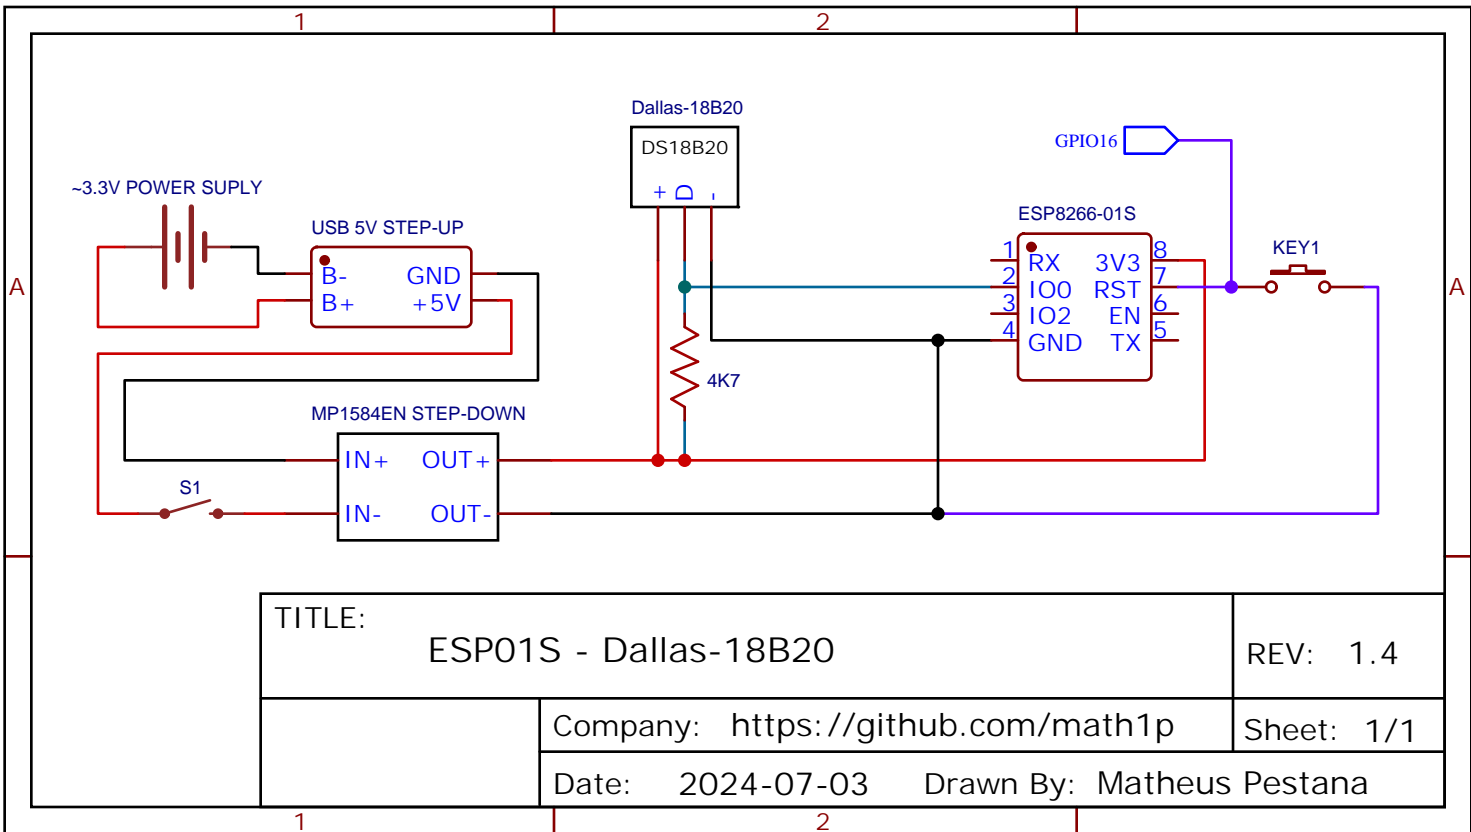 1 2
Dallas-18B20
DS18B20
+ D -
GPIO16
~3.3V POWER SUPLY
USB 5V STEP-UP
B- GND
B+ +5V
ESP8266-01S
1 RX 3V3 8
2 IO0 RST 7
3 IO2 EN 6
4 GND TX 5
KEY1
A A
4K7
MP1584EN STEP-DOWN
IN+ OUT+
S1
IN- OUT-
TITLE:
ESP01S - Dallas-18B20
REV: 1.4
Company: https://github.com/math1p
Sheet: 1/1
Date: 2024-07-03 Drawn By: Matheus Pestana
1 2